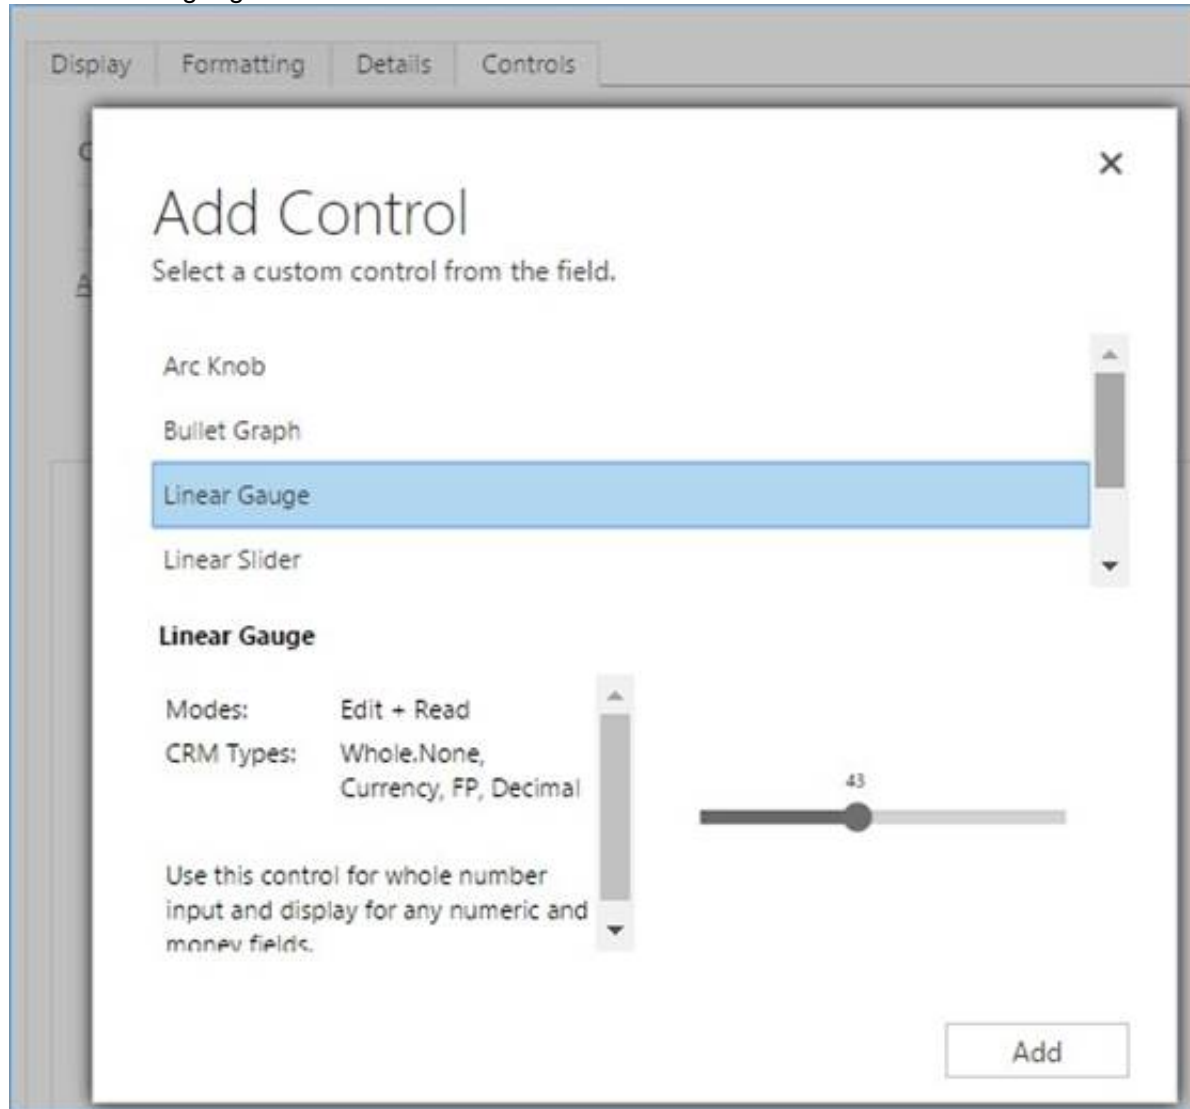 Display Formatting Details Controls
Add Control
Select a custom control from the field.
Arc Knob
Bullet Graph
Linear Gauge
Linear Slider
Linear Gauge
Modes: Edit + Read
CRM Types: Whole.None,
Currency, FP, Decimal
43
Use this control for whole number
input and display for any numeric and
money fields.
Add